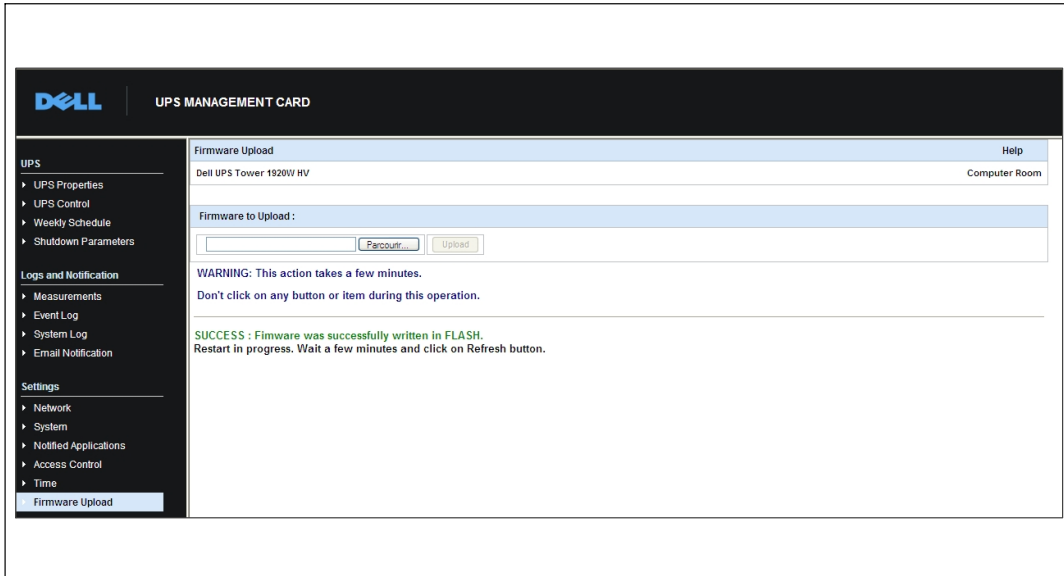 DELL
UPS MANAGEMENT CARD
UPS
UPS Properties
UPS Control
Weekly Schedule
Shutdown Parameters
Logs and Notification
Measurements
Event Log
System Log
Email Notification
Settings
Network
System
Notified Applications
Access Control
Time
Firmware Upload
Firmware Upload Help
Dell UPS Tower 1920W HV Computer Room
Firmware to Upload :
Parcourir... Upload
WARNING: This action takes a few minutes.
Don't click on any button or item during this operation.
SUCCESS : Fimware was successfully written in FLASH.
Restart in progress. Wait a few minutes and click on Refresh button.